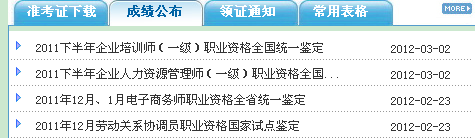 准考证下载 成绩公布 领证通知 常用表格 MORE
2011下半年企业培训师（一级）职业资格全国统一鉴定 2012-03-02
2011下半年企业人力资源管理师（一级）职业资格全国... 2012-03-02
2011年12月、1月电子商务师职业资格全省统一鉴定 2012-02-23
2011年12月劳动关系协调员职业资格国家试点鉴定 2012-02-23